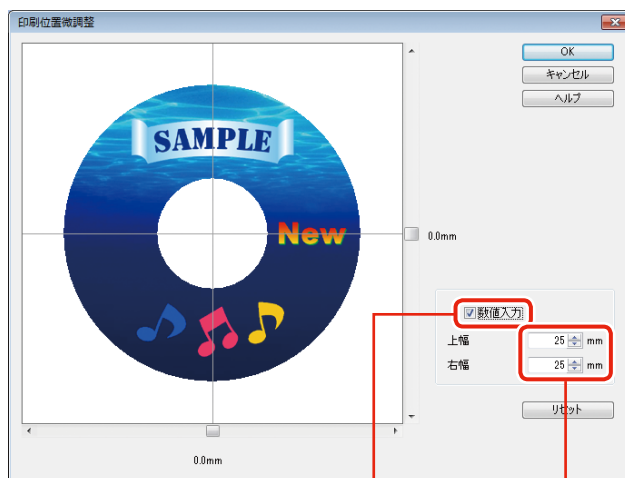 印刷位置微調整
OK
キャンセル
ヘルプ
SAMPLE
New
0.0mm
数値入力
上幅 25 mm
右幅 25 mm
リセット
0.0mm